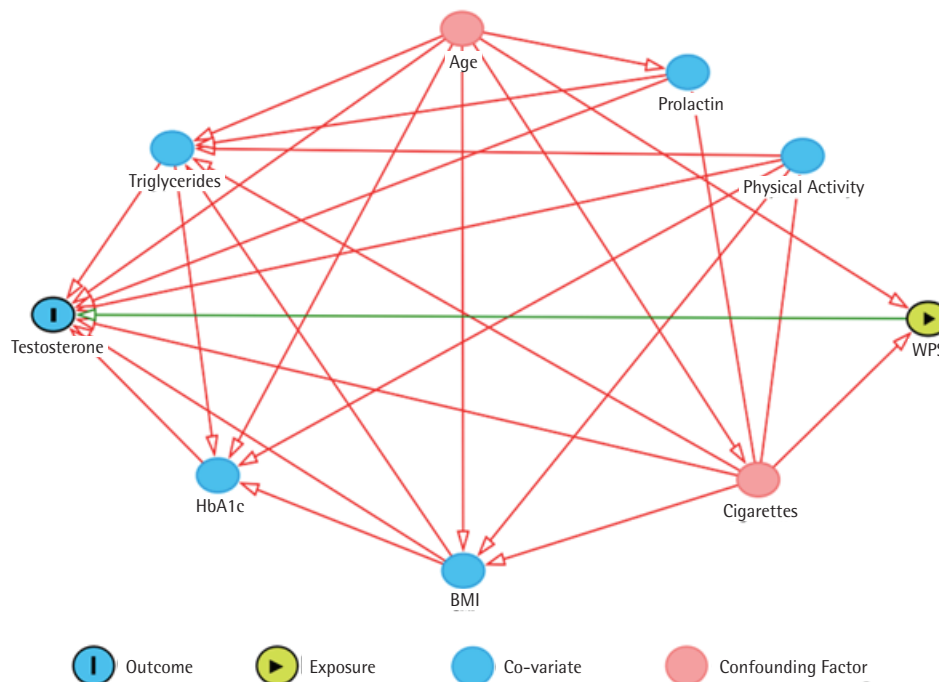 Age
Prolactin
Triglycerides
Physical Activity
Testosterone
HbA1c
Cigarettes
BMI
Outcome
Exposure
Co-variate
Confounding Factor